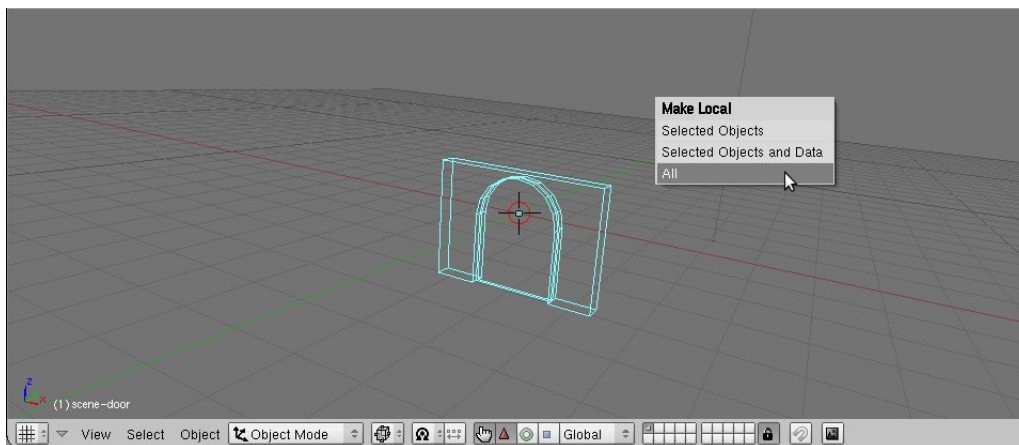 Make Local
Selected Objects
Selected Objects and Data
All
z
x
(1) scene-door
View Select Object Object Mode Global